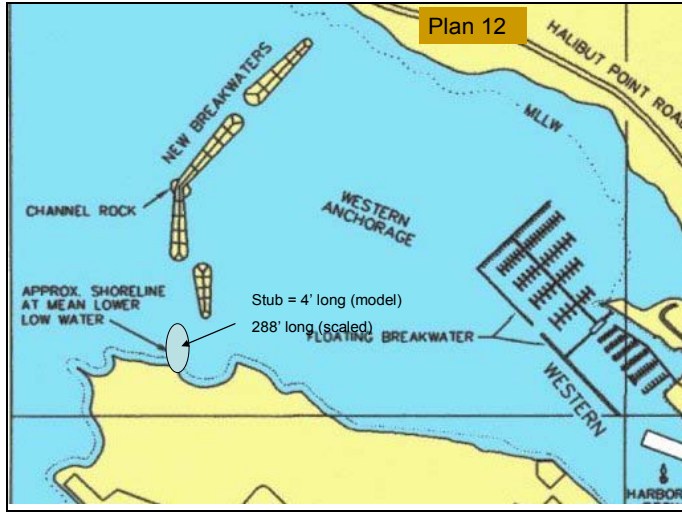 Plan 12
HALIBUT POINT ROAD
NEW BREAKWATERS
MLLW
CHANNEL ROCK
WESTERN
ANCHORAGE
APPROX. SHORELINE
AT MEAN LOWER
LOW WATER
Stub = 4' long (model)
288' long (scaled)
FLOATING BREAKWATER
WESTERN
HARBOR